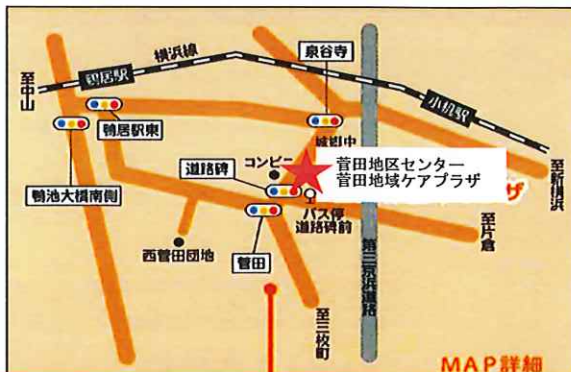 横浜線
泉谷寺
至中山
鴨居駅
小机駅
鴨居駅東
城郷中
至新横浜
コンビニ
菅田地区センター
菅田地域ケアプラザ
ザ
道路碑
鴨池大橋南側
バス停
道路碑前
至片倉
西菅田団地
菅田
第三京浜道路
至三枚町
MAP詳細